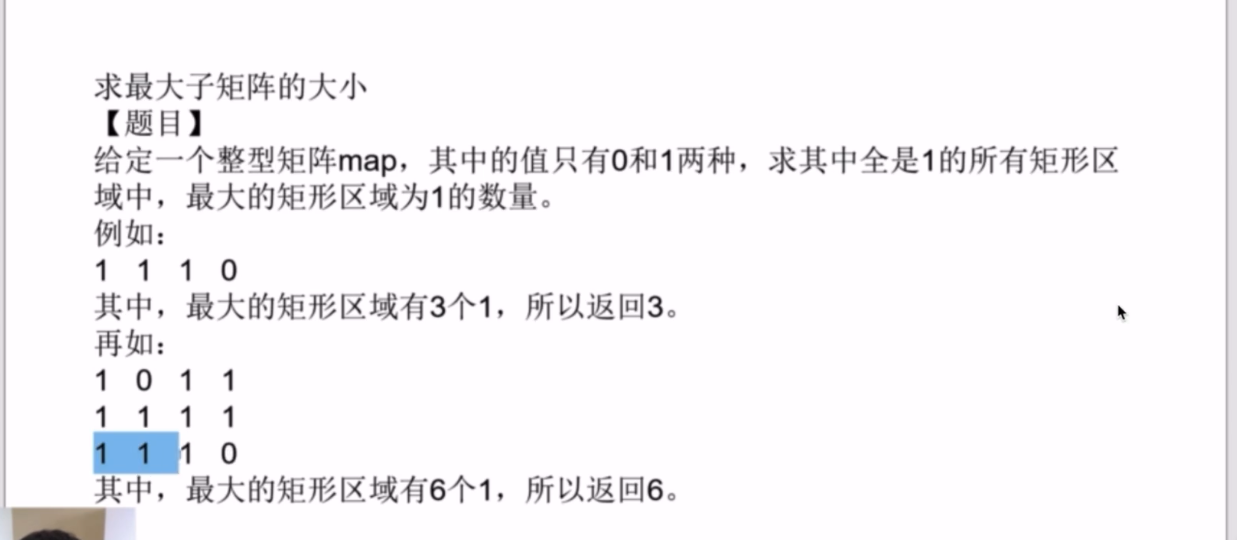 求最大子矩阵的大小
【题目】
给定一个整型矩阵map，其中的值只有0和1两种，求其中全是1的所有矩形区
域中，最大的矩形区域为1的数量。
例如：
1 1 1 0
其中，最大的矩形区域有3个1，所以返回3。
再如：
1 0 1 1
1 1 1 1
1 1 1 0
其中，最大的矩形区域有6个1，所以返回6。